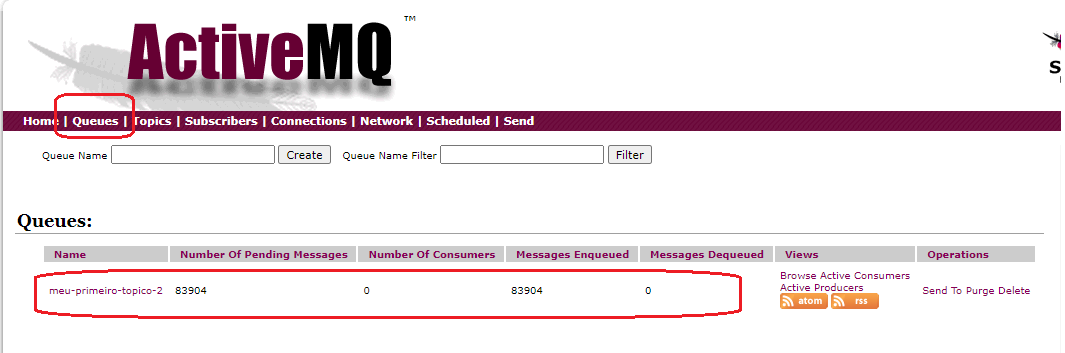 ActiveMQ™
S
Home | Queues | Topics | Subscribers | Connections | Network | Scheduled | Send
Queue Name Create Queue Name Filter Filter
Queues:
Name Number Of Pending Messages Number Of Consumers Messages Enqueued Messages Dequeued Views Operations
meu-primeiro-topico-2 83904 0 83904 0 Browse Active Consumers
Active Producers
atom rss
Send To Purge Delete